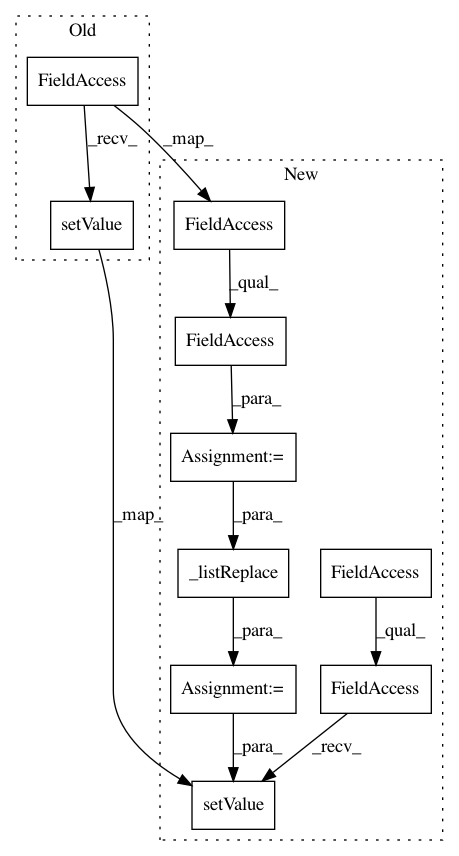 Old
FieldAccess
_recv_
_map_
New
setValue
FieldAccess
_qual_
FieldAccess
_para_
Assignment:=
_map_
_para_
_listReplace
FieldAccess
_para_
_qual_
Assignment:=
FieldAccess
_para_
_recv_
setValue